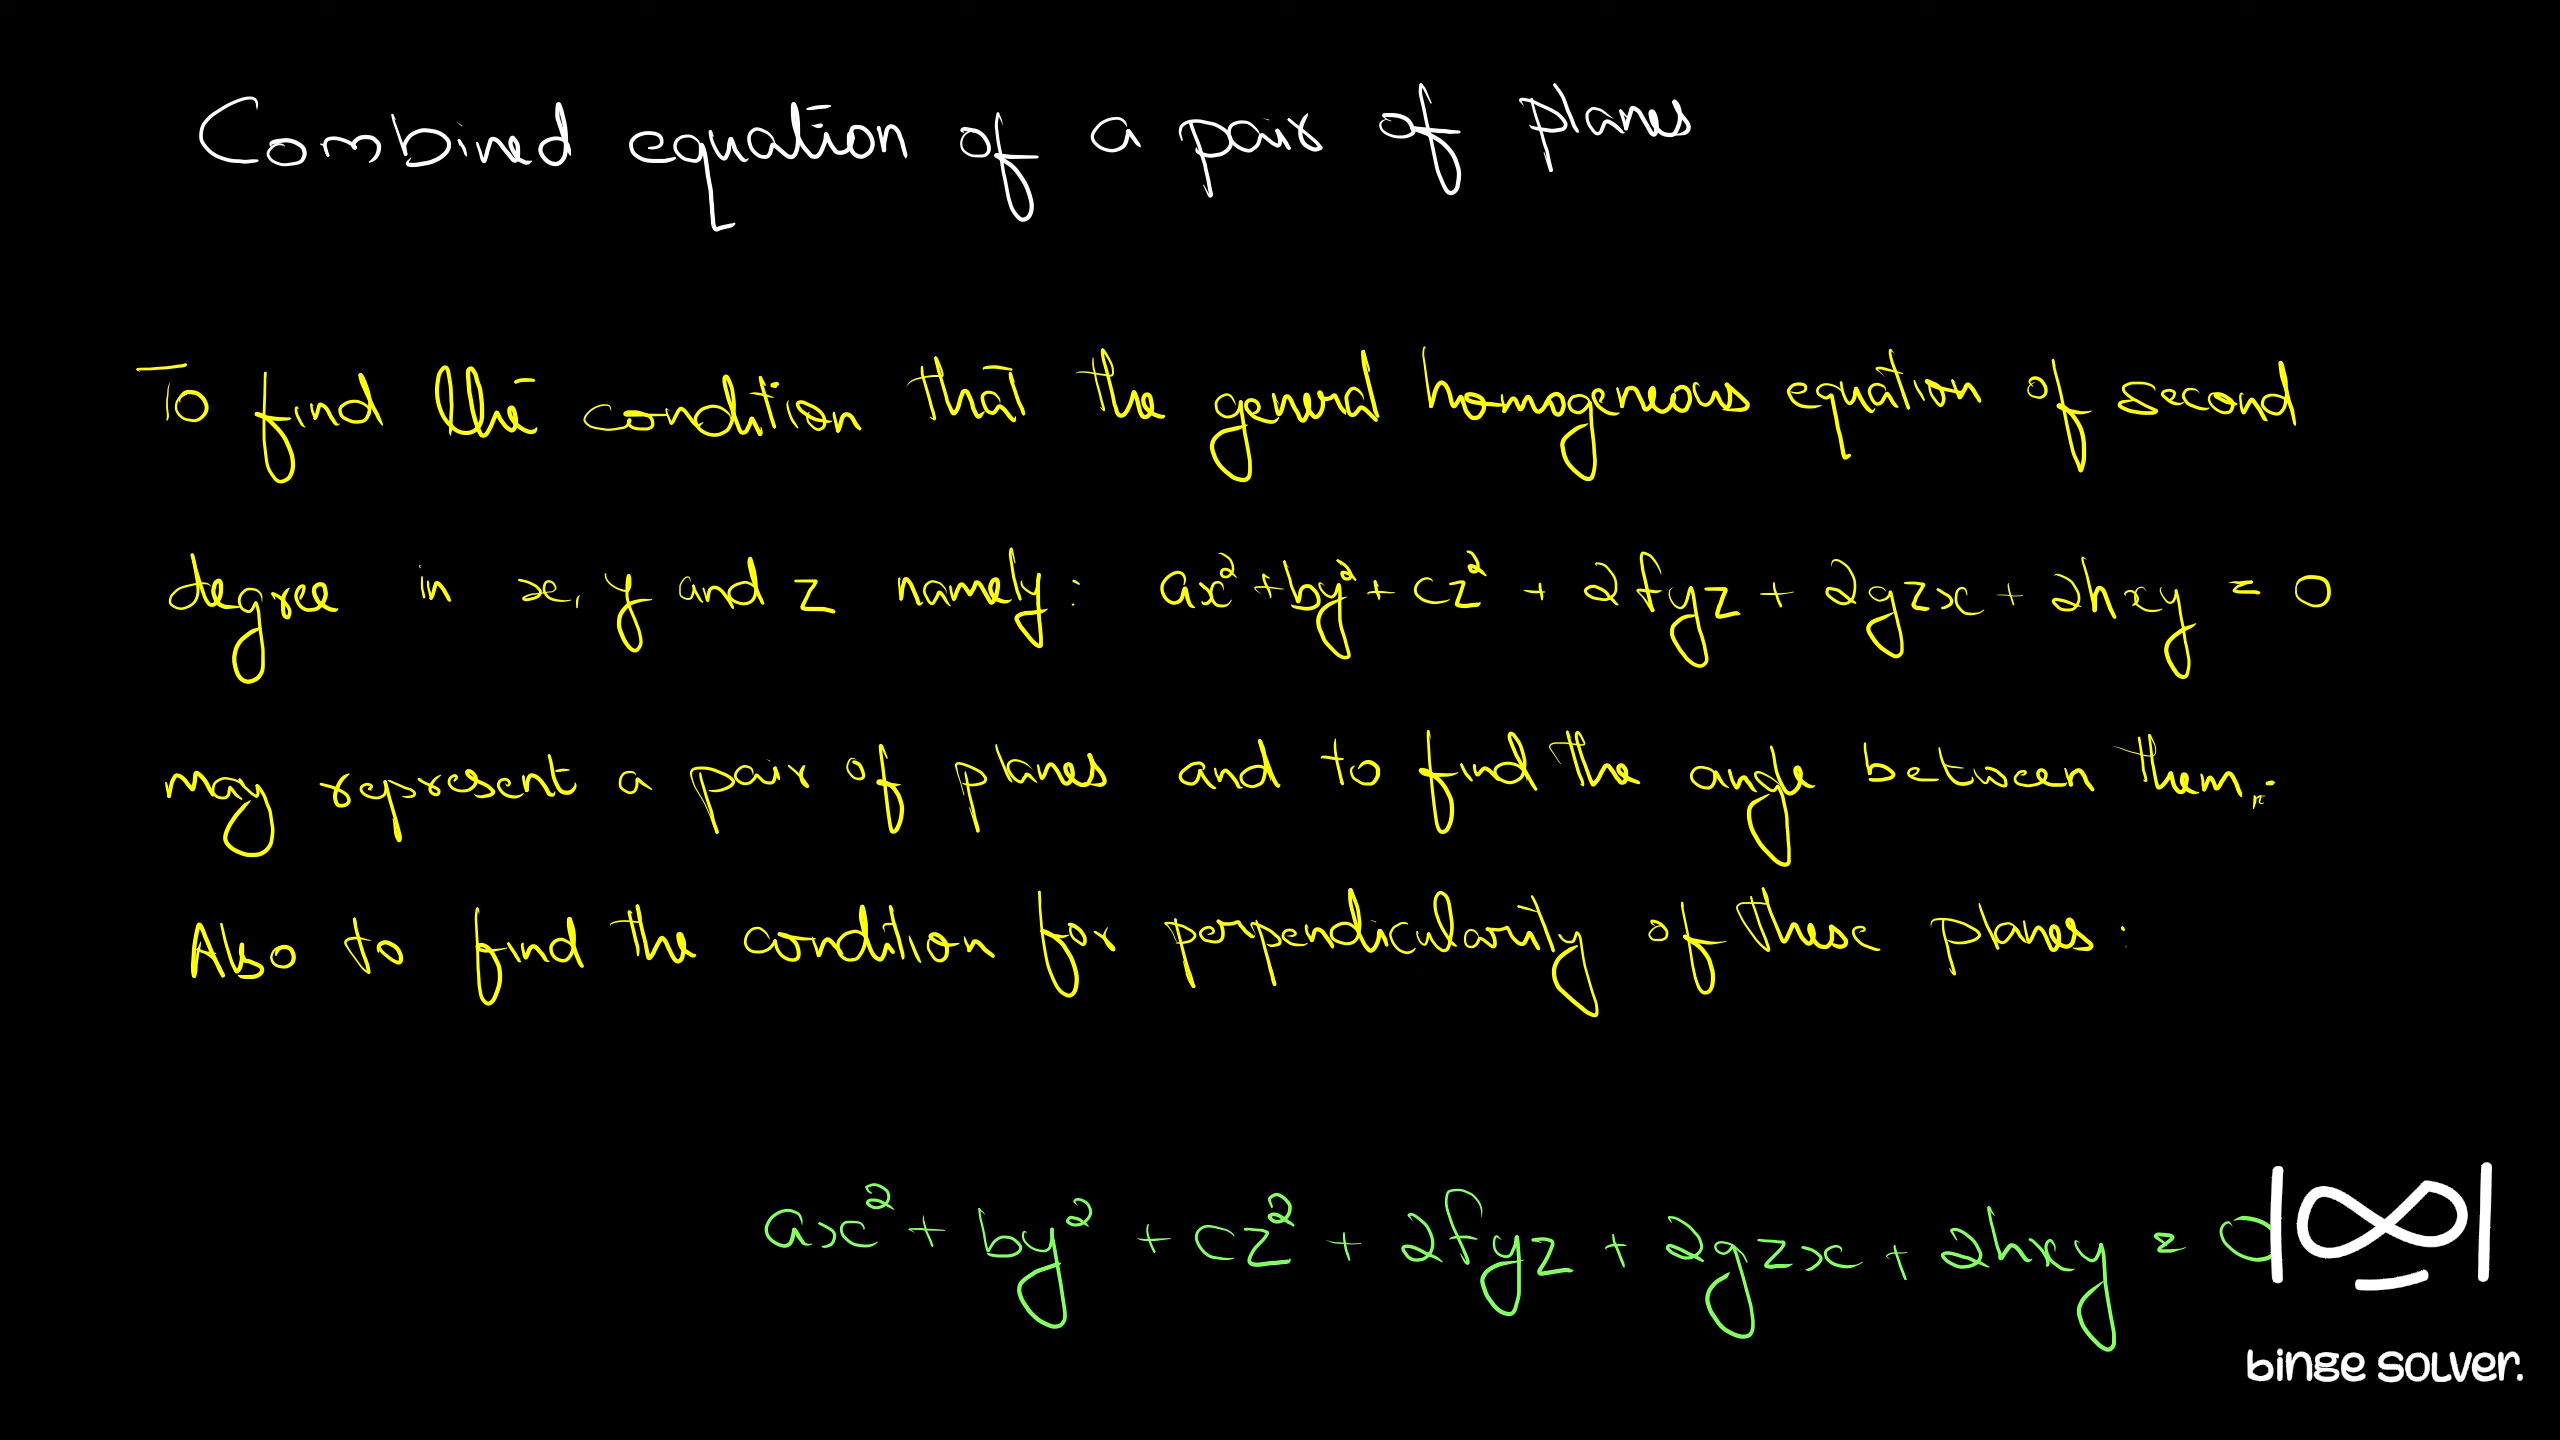 Combined equation of a pair of planes
To find the condition that the general homogeneous equation of second
degree in x, y and z namely: ax² + by² + cz² + 2fyz + 2gzx + 2hxy = 0
may represent a pair of planes and to find the angle between them.
Also to find the condition for perpendicularity of these planes.
ax² + by² + cz² + 2fyz + 2gzx + 2hxy = 0
binge solver.